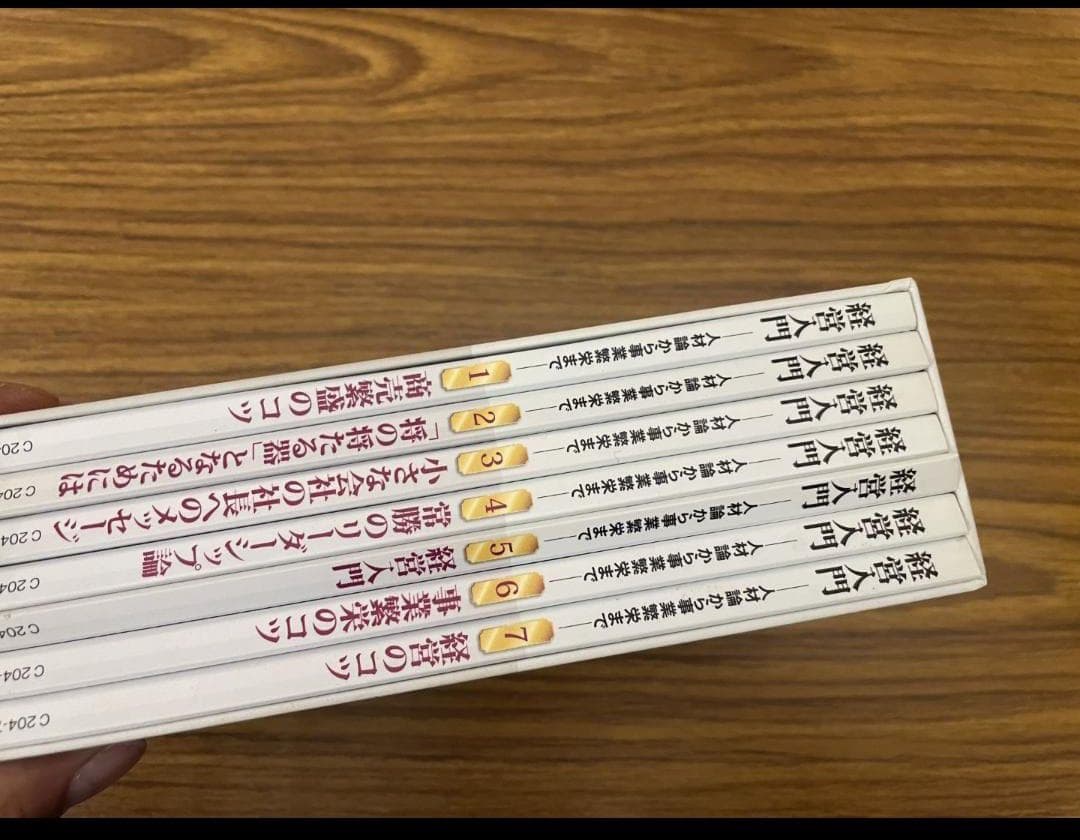 経営入門
人材論から事業繁栄まで
1
商売繁盛のコツ
C 204-
経営入門
人材論から事業繁栄まで
2
「将の将たる器」となるためには
C 204-
経営入門
人材論から事業繁栄まで
3
小さな会社の社長へのメッセージ
C 204-
経営入門
人材論から事業繁栄まで
4
常勝のリーダーシップ論
C 204-
経営入門
人材論から事業繁栄まで
5
経営入門
C 204-
経営入門
人材論から事業繁栄まで
6
事業繁栄のコツ
C 204-
経営入門
人材論から事業繁栄まで
7
経営のコツ
C 204-